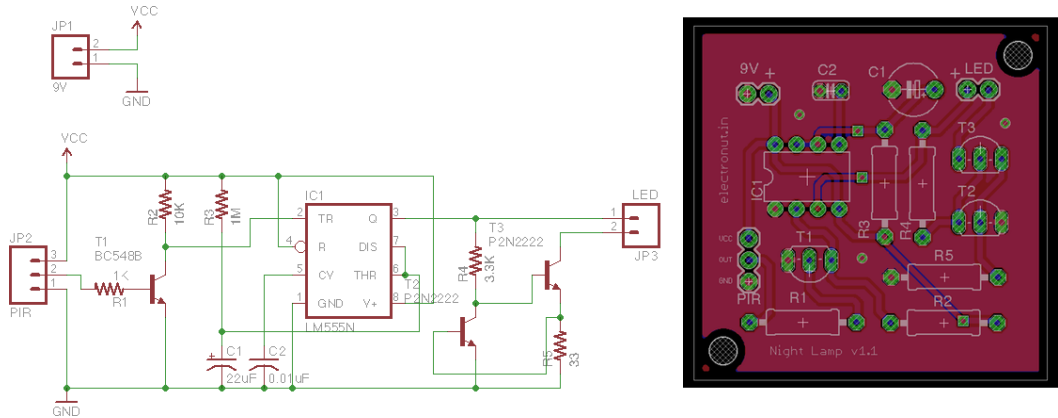 JP1
VCC
2
1
9V
GND
VCC
JP2
3
2
1
PIR
T1
BC548B
1K
R1
R2
10K
R3
1M
IC1
2
TR
Q
3
4
R
DIS
7
5
CV
THR
6
1
GND
V+
8
LM555N
T2
P2N2222
T3
P2N2222
R4
3.3K
R5
33
LED
1
2
JP3
C1
22uF
C2
0.01uF
GND
9V
+
C2
C1
+
LED
electronut.in
IC1
T3
T2
R3
R4
VCC
OUT
GND
PIR
T1
R5
R1
R2
Night Lamp v1.1